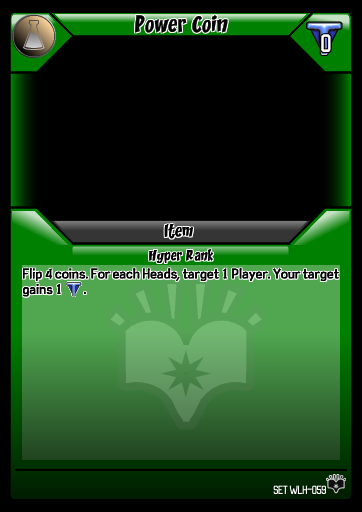 Power Coin
0
Item
Hyper Rank
Flip 4 coins. For each Heads, target 1 Player. Your target
gains 1 .
SET WLH-059